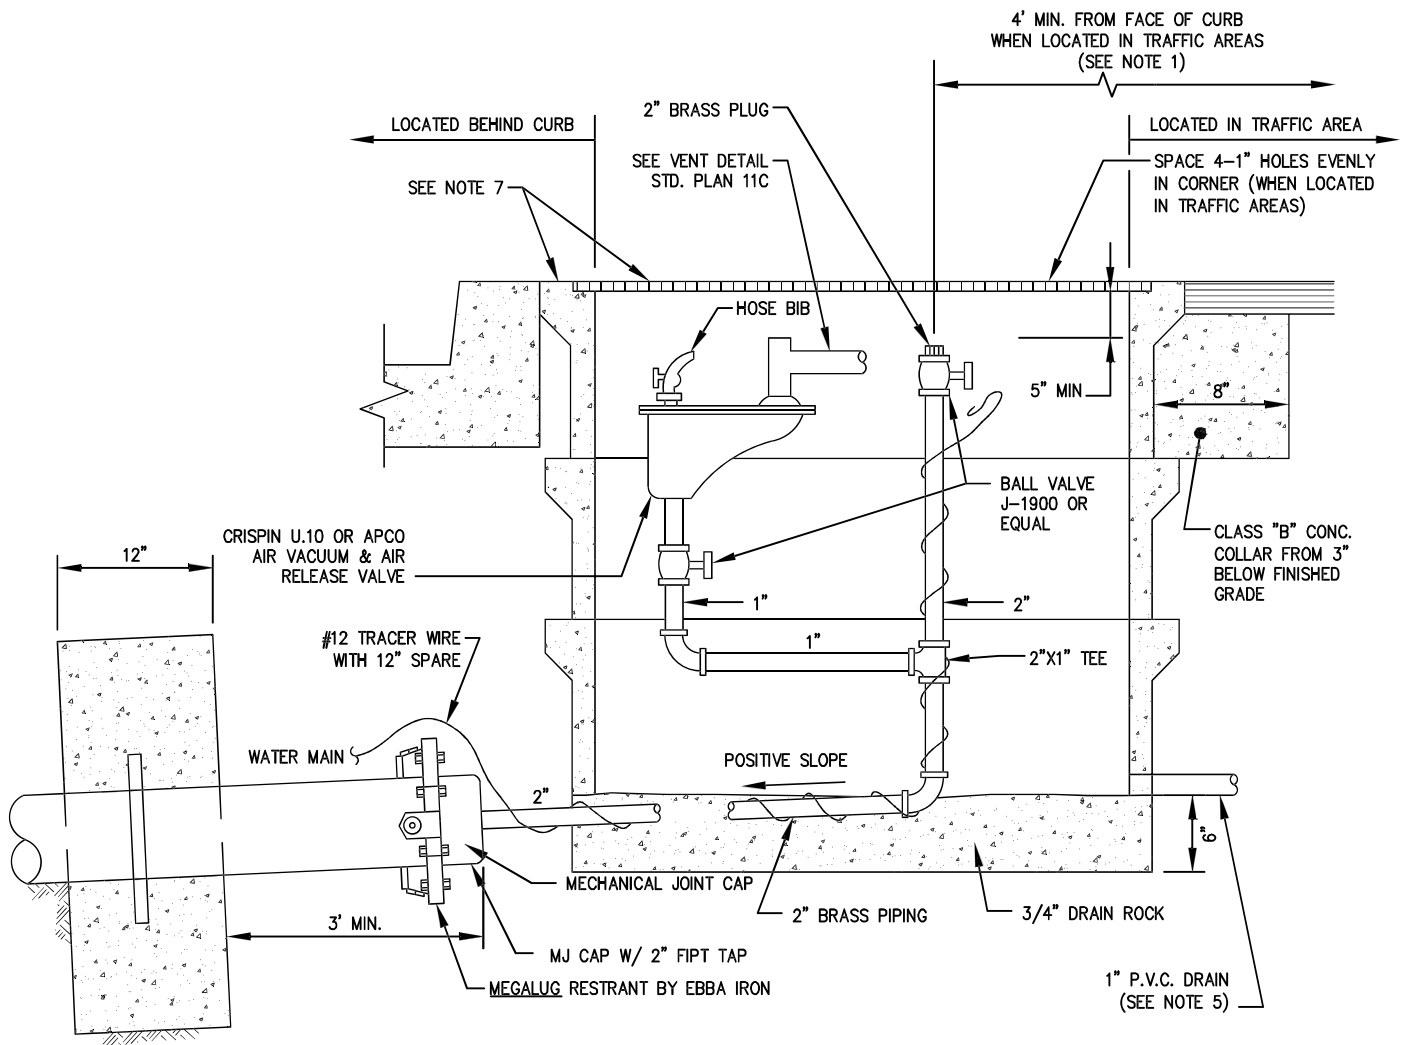 4' MIN. FROM FACE OF CURB
WHEN LOCATED IN TRAFFIC AREAS
(SEE NOTE 1)
2" BRASS PLUG
LOCATED BEHIND CURB
LOCATED IN TRAFFIC AREA
SEE VENT DETAIL
STD. PLAN 11C
SPACE 4-1" HOLES EVENLY
IN CORNER (WHEN LOCATED
IN TRAFFIC AREAS)
SEE NOTE 7
HOSE BIB
5" MIN
8"
BALL VALVE
J-1900 OR
EQUAL
CRISPIN U.10 OR APCO
AIR VACUUM & AIR
RELEASE VALVE
CLASS "B" CONC.
COLLAR FROM 3"
BELOW FINISHED
GRADE
12"
1"
2"
#12 TRACER WIRE
WITH 12" SPARE
1"
2"X1" TEE
WATER MAIN
POSITIVE SLOPE
2"
6"
MECHANICAL JOINT CAP
2" BRASS PIPING
3/4" DRAIN ROCK
3' MIN.
MJ CAP W/ 2" FIPT TAP
MEGALUG RESTRANT BY EBBA IRON
1" P.V.C. DRAIN
(SEE NOTE 5)